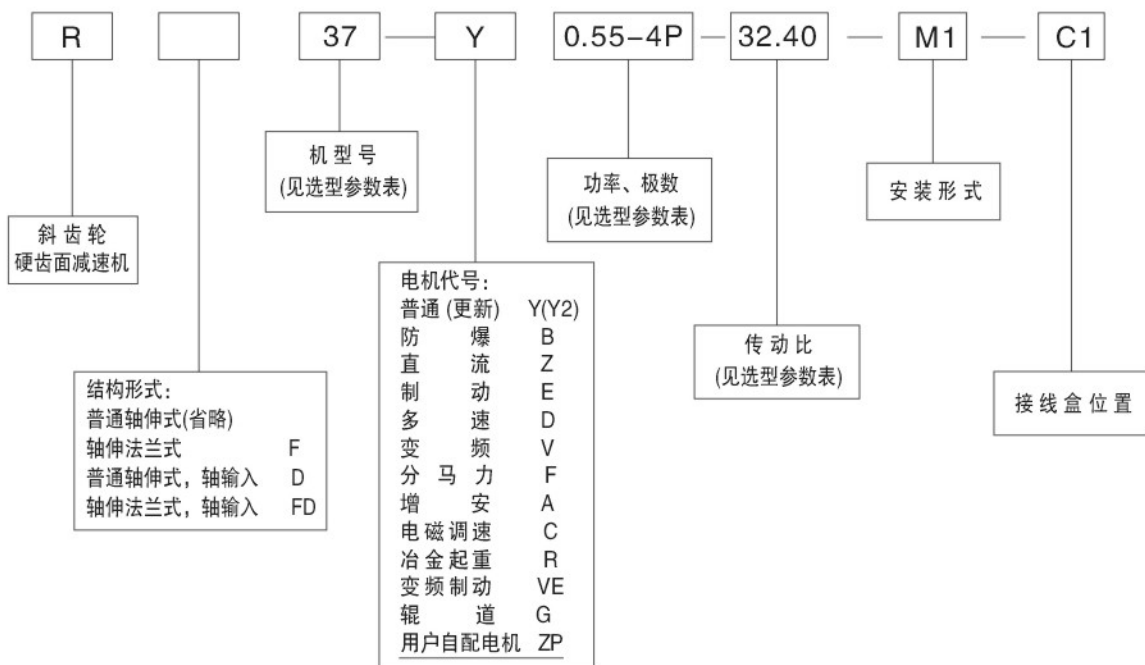 R 37 Y 0.55-4P 32.40 M1 C1
斜齿轮
硬齿面减速机
结构形式：
普通轴伸式(省略)
轴伸法兰式 F
普通轴伸式，轴输入 D
轴伸法兰式，轴输入 FD
机型号
(见选型参数表)
电机代号：
普通(更新) Y(Y2)
防爆 B
直流 Z
制动 E
多速 D
变频 V
分马力 F
增安 A
电磁调速 C
冶金起重 R
变频制动 VE
辊道 G
用户自配电机 ZP
功率、极数
(见选型参数表)
传动比
(见选型参数表)
安装形式
接线盒位置